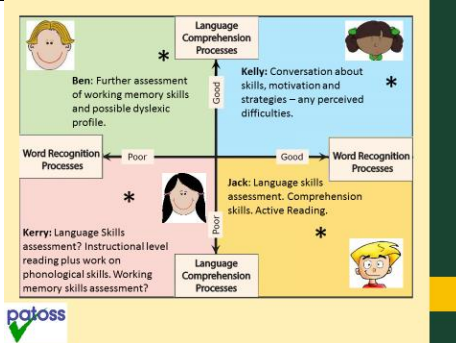 Language
Comprehension
Processes
*
Ben: Further assessment
of working memory skills
and possible dyslexic
profile.
Good
Kelly: Conversation about
skills, motivation and
strategies – any perceived
difficulties.
*
Word Recognition
Processes
Poor
Good
Word Recognition
Processes
*
Jack: Language skills
assessment. Comprehension
skills. Active Reading.
*
Poor
Kerry: Language Skills
assessment? Instructional level
reading plus work on
phonological skills. Working
memory skills assessment?
Language
Comprehension
Processes
patoss